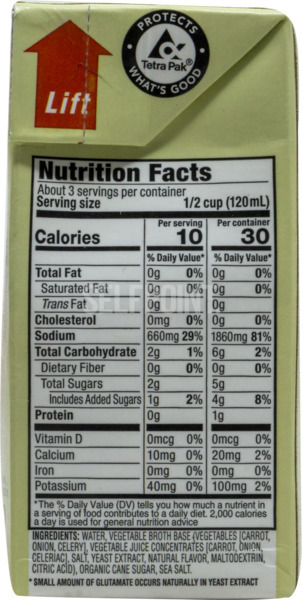 PROTECTS
Tetra Pak®
WHAT'S GOOD
Lift
Nutrition Facts
About 3 servings per container
Serving size 1/2 cup (120mL)
Per serving Per container
Calories 10 30
% Daily Value* % Daily Value*
Total Fat 0g 0% 0g 0%
Saturated Fat 0g 0% 0g 0%
Trans Fat 0g 0g
Cholesterol 0mg 0% 0mg 0%
Sodium 660mg 29% 1860mg 81%
Total Carbohydrate 2g 1% 6g 2%
Dietary Fiber 0g 0% 0g 0%
Total Sugars 2g 5g
Includes Added Sugars 1g 2% 4g 8%
Protein 0g 1g
Vitamin D 0mcg 0% 0mcg 0%
Calcium 10mg 0% 20mg 2%
Iron 0mg 0% 0mg 0%
Potassium 40mg 0% 100mg 2%
*The % Daily Value (DV) tells you how much a nutrient in
a serving of food contributes to a daily diet. 2,000 calories
a day is used for general nutrition advice
INGREDIENTS: WATER, VEGETABLE BROTH BASE (VEGETABLES [CARROT,
ONION, CELERY], VEGETABLE JUICE CONCENTRATES [CARROT, ONION,
CELERIAC], SALT, YEAST EXTRACT, NATURAL FLAVOR, MALTODEXTRIN,
CITRIC ACID), ORGANIC CANE SUGAR, SEA SALT.
* SMALL AMOUNT OF GLUTAMATE OCCURS NATURALLY IN YEAST EXTRACT